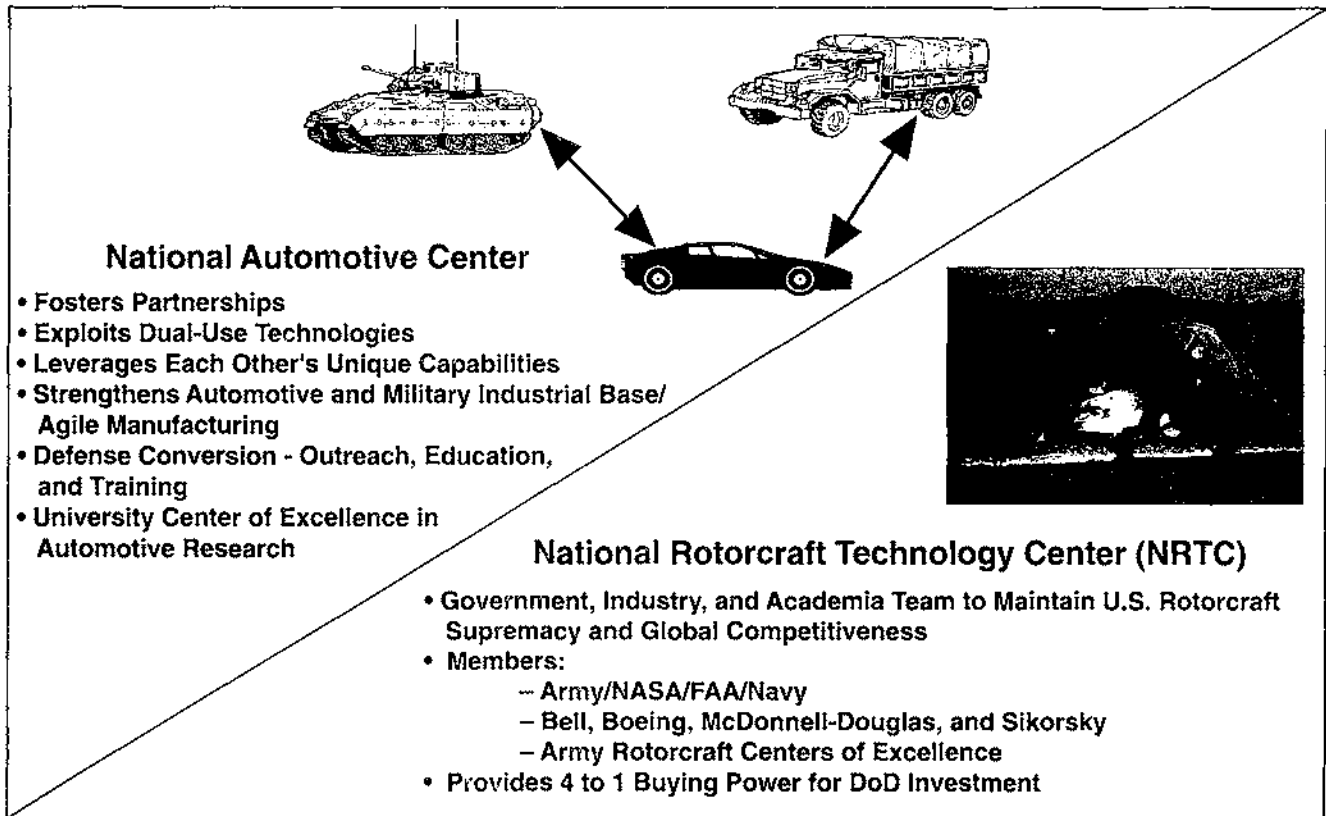 National Automotive Center
• Fosters Partnerships
• Exploits Dual-Use Technologies
• Leverages Each Other's Unique Capabilities
• Strengthens Automotive and Military Industrial Base/
Agile Manufacturing
• Defense Conversion - Outreach, Education,
and Training
• University Center of Excellence in
Automotive Research
National Rotorcraft Technology Center (NRTC)
• Government, Industry, and Academia Team to Maintain U.S. Rotorcraft
Supremacy and Global Competitiveness
• Members:
– Army/NASA/FAA/Navy
– Bell, Boeing, McDonnell-Douglas, and Sikorsky
– Army Rotorcraft Centers of Excellence
• Provides 4 to 1 Buying Power for DoD Investment